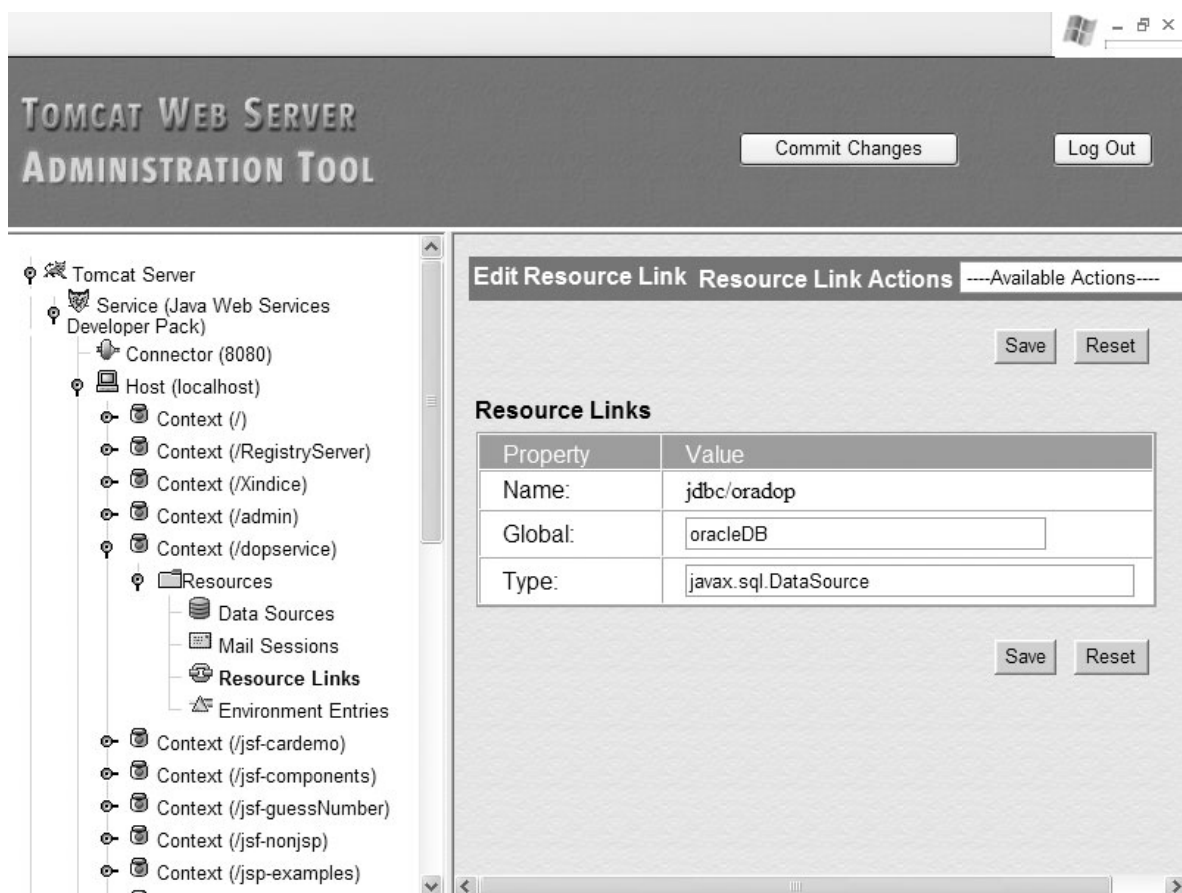 TOMCAT WEB SERVER
ADMINISTRATION TOOL
Commit Changes
Log Out
Tomcat Server
Service (Java Web Services
Developer Pack)
Connector (8080)
Host (localhost)
Context (/)
Context (/RegistryServer)
Context (/Xindice)
Context (/admin)
Context (/dopservice)
Resources
Data Sources
Mail Sessions
Resource Links
Environment Entries
Context (/jsf-cardemo)
Context (/jsf-components)
Context (/jsf-guessNumber)
Context (/jsf-nonjsp)
Context (/jsp-examples)
Edit Resource Link Resource Link Actions ----Available Actions----
Save Reset
Resource Links
Property Value
Name: jdbc/oradop
Global: oracleDB
Type: javax.sql.DataSource
Save Reset